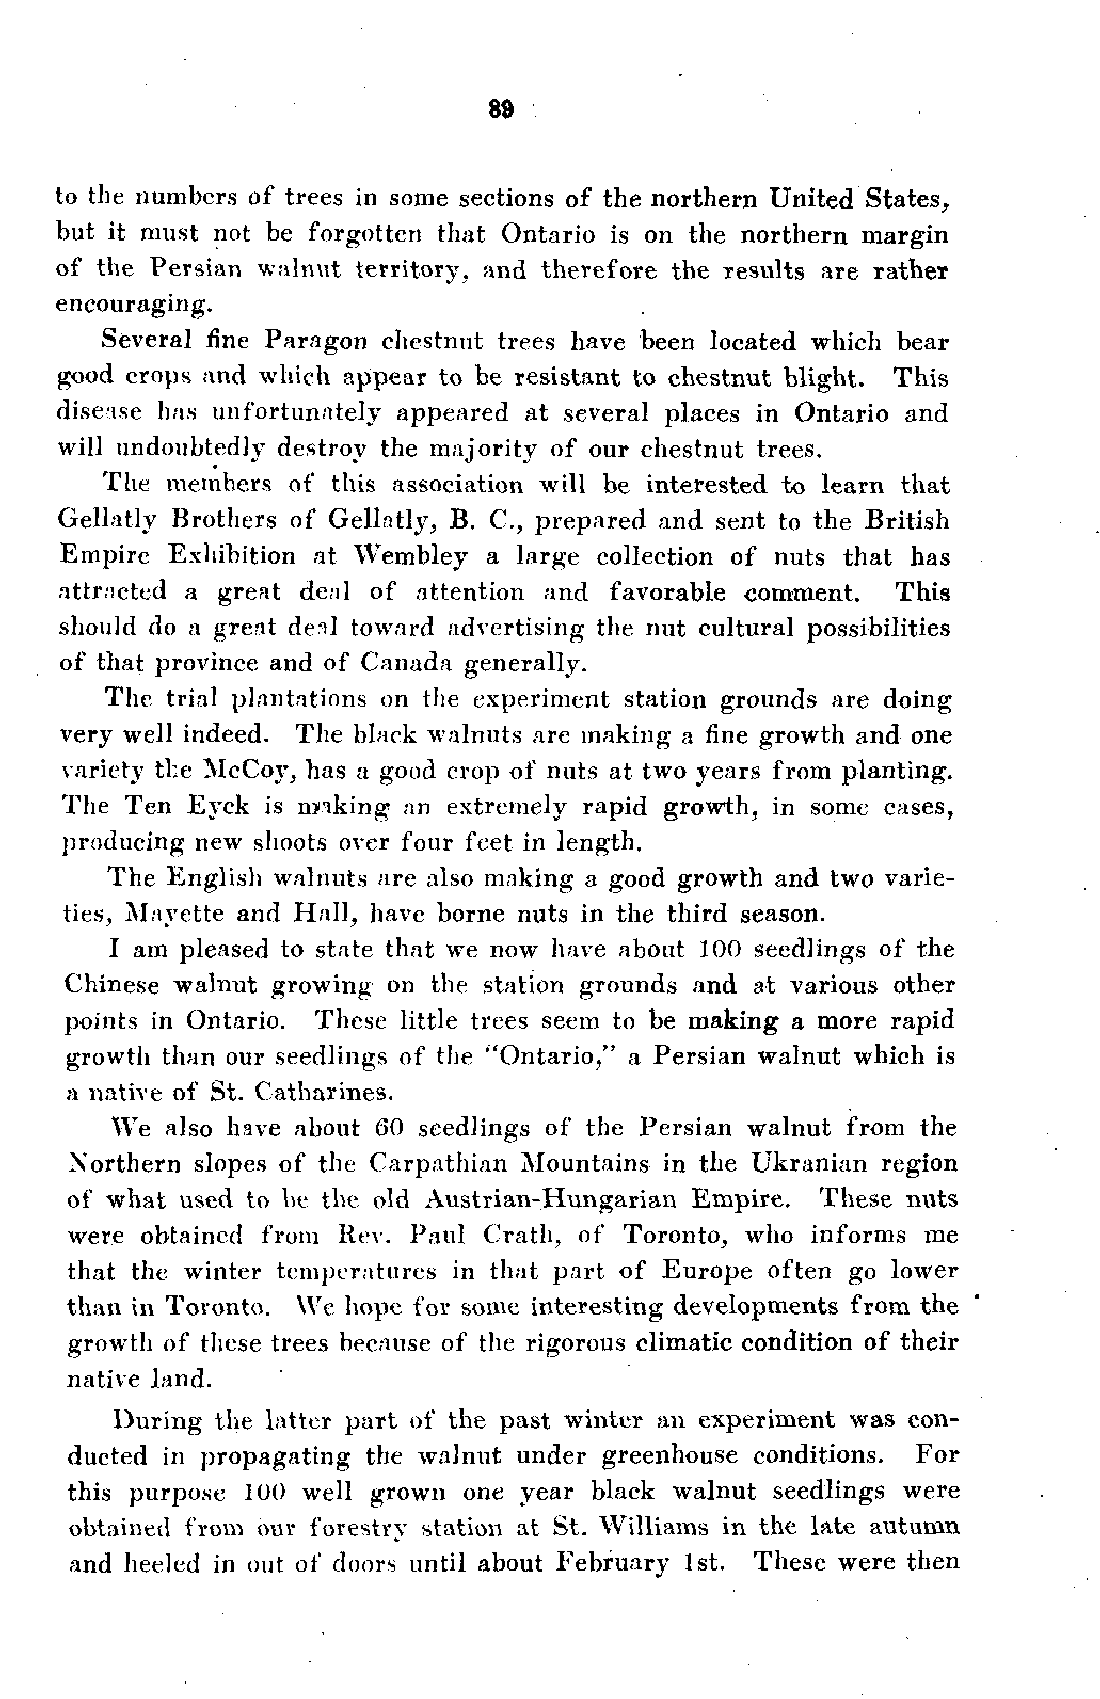 89
to the numbers of trees in some sections of the northern United States,
but it must not be forgotten that Ontario is on the northern margin
of the Persian walnut territory, and therefore the results are rather
encouraging.
Several fine Paragon chestnut trees have been located which bear
good crops and which appear to be resistant to chestnut blight. This
disease has unfortunately appeared at several places in Ontario and
will undoubtedly destroy the majority of our chestnut trees.
The members of this association will be interested to learn that
Gellatly Brothers of Gellatly, B. C., prepared and sent to the British
Empire Exhibition at Wembley a large collection of nuts that has
attracted a great deal of attention and favorable comment. This
should do a great deal toward advertising the nut cultural possibilities
of that province and of Canada generally.
The trial plantations on the experiment station grounds are doing
very well indeed. The black walnuts are making a fine growth and one
variety the McCoy, has a good crop of nuts at two years from planting.
The Ten Eyck is making an extremely rapid growth, in some cases,
producing new shoots over four feet in length.
The English walnuts are also making a good growth and two varie-
ties, Mayette and Hall, have borne nuts in the third season.
I am pleased to state that we now have about 100 seedlings of the
Chinese walnut growing on the station grounds and at various other
points in Ontario. These little trees seem to be making a more rapid
growth than our seedlings of the "Ontario," a Persian walnut which is
a native of St. Catharines.
We also have about 60 seedlings of the Persian walnut from the
Northern slopes of the Carpathian Mountains in the Ukranian region
of what used to be the old Austrian-Hungarian Empire. These nuts
were obtained from Rev. Paul Crath, of Toronto, who informs me
that the winter temperatures in that part of Europe often go lower
than in Toronto. We hope for some interesting developments from the
growth of these trees because of the rigorous climatic condition of their
native land.
During the latter part of the past winter an experiment was con-
ducted in propagating the walnut under greenhouse conditions. For
this purpose 100 well grown one year black walnut seedlings were
obtained from our forestry station at St. Williams in the late autumn
and heeled in out of doors until about February 1st. These were then